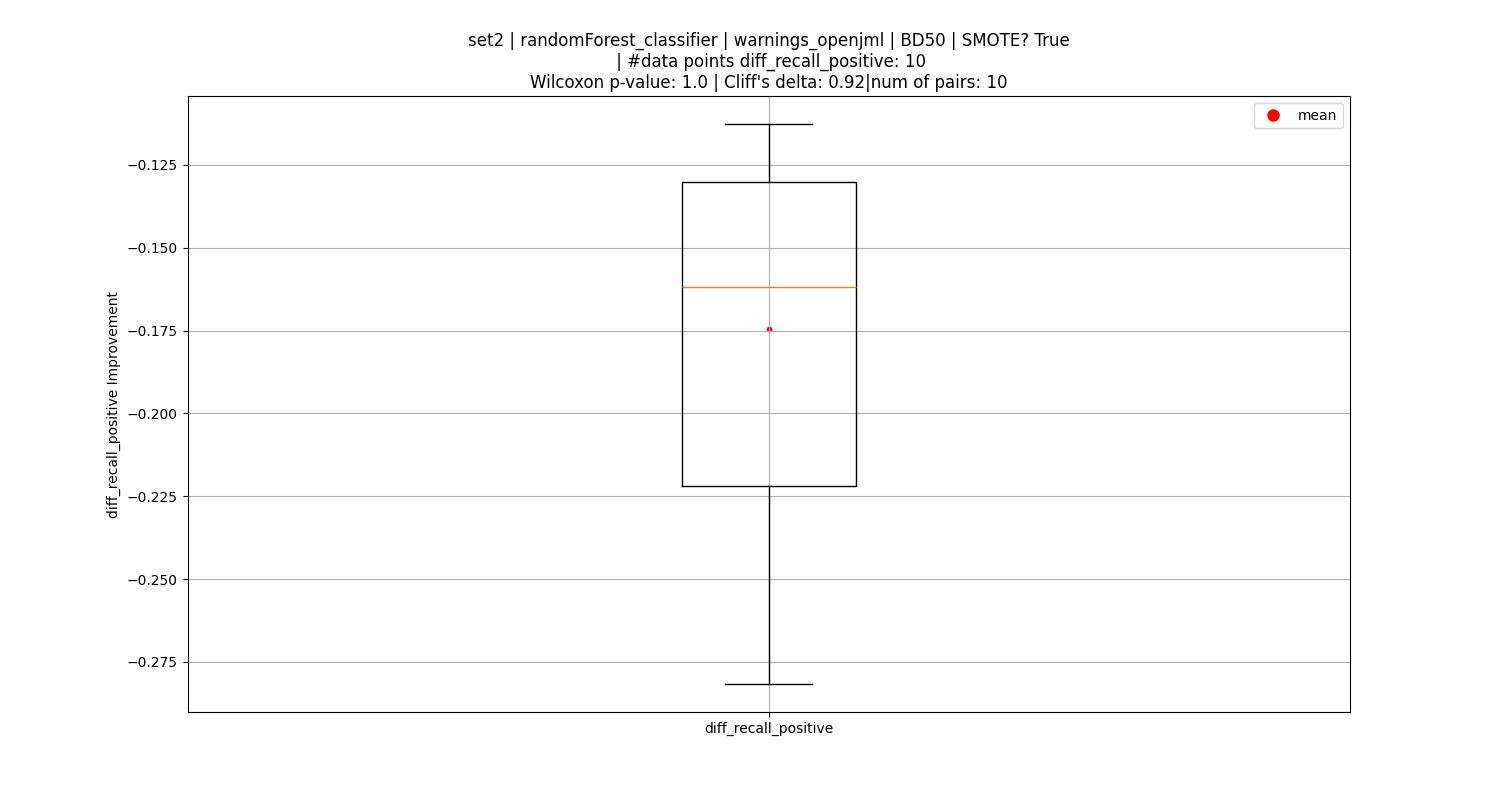 set2 | randomForest_classifier | warnings_openjml | BD50 | SMOTE? True
| #data points diff_recall_positive: 10
Wilcoxon p-value: 1.0 | Cliff's delta: 0.92|num of pairs: 10
mean
−0.125
−0.150
−0.175
−0.200
−0.225
−0.250
−0.275
diff_recall_positive Improvement
diff_recall_positive